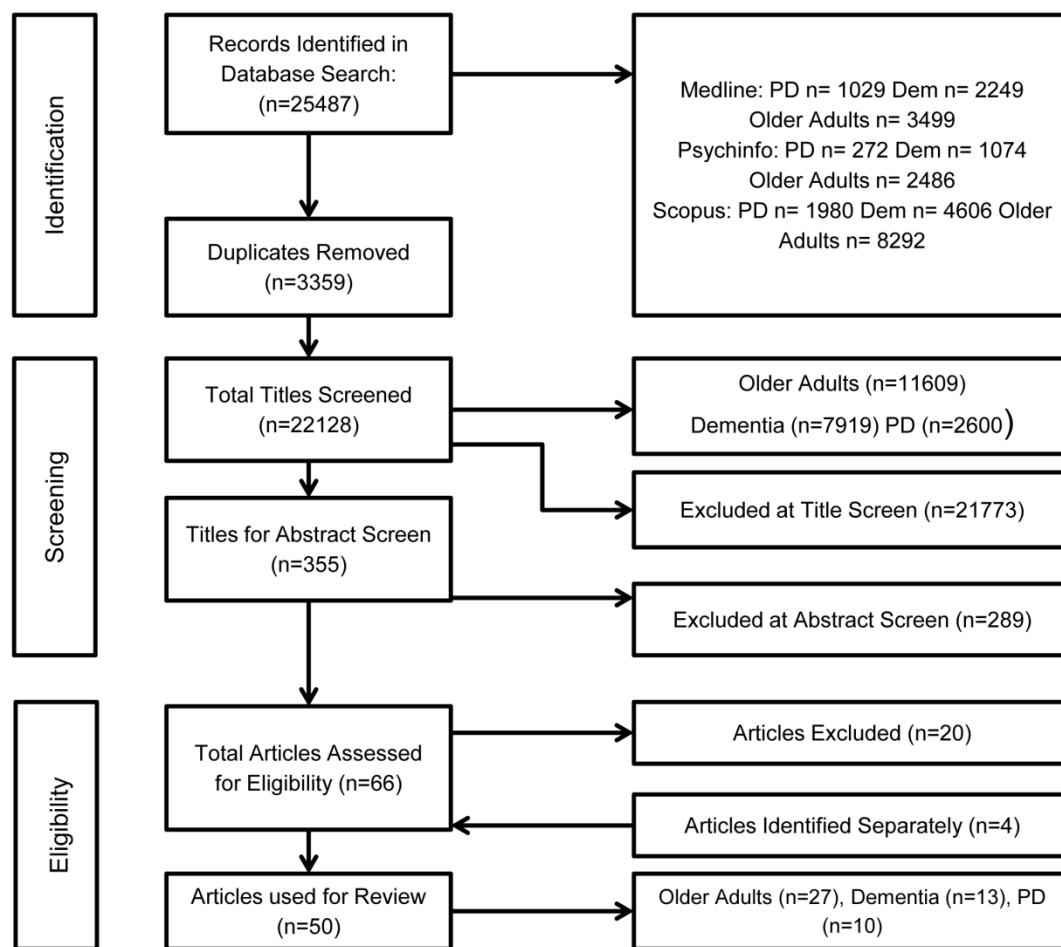 Identification
Records Identified in
Database Search:
(n=25487)
Medline: PD n= 1029 Dem n= 2249
Older Adults n= 3499
Psychinfo: PD n= 272 Dem n= 1074
Older Adults n= 2486
Scopus: PD n= 1980 Dem n= 4606 Older
Adults n= 8292
Duplicates Removed
(n=3359)
Screening
Total Titles Screened
(n=22128)
Older Adults (n=11609)
Dementia (n=7919) PD (n=2600)
Excluded at Title Screen (n=21773)
Titles for Abstract Screen
(n=355)
Excluded at Abstract Screen (n=289)
Eligibility
Total Articles Assessed
for Eligibility (n=66)
Articles Excluded (n=20)
Articles Identified Separately (n=4)
Articles used for Review
(n=50)
Older Adults (n=27), Dementia (n=13), PD
(n=10)